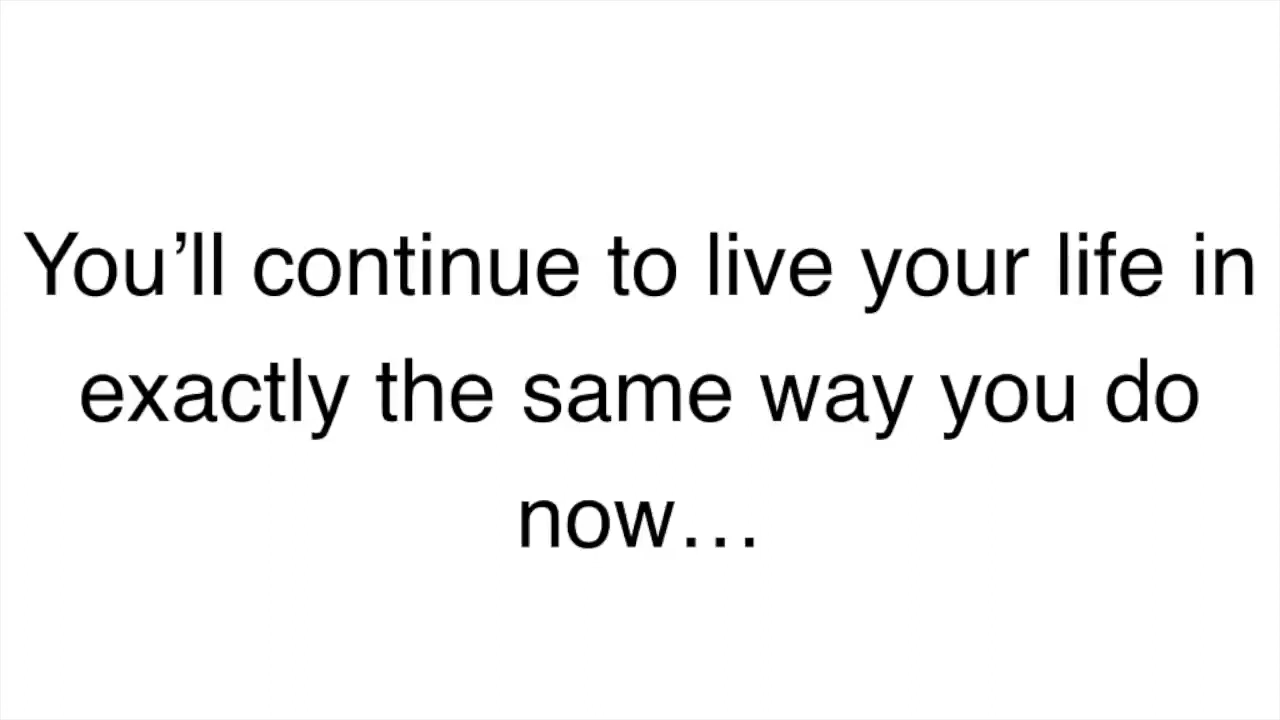 You’ll continue to live your life in
exactly the same way you do
now…